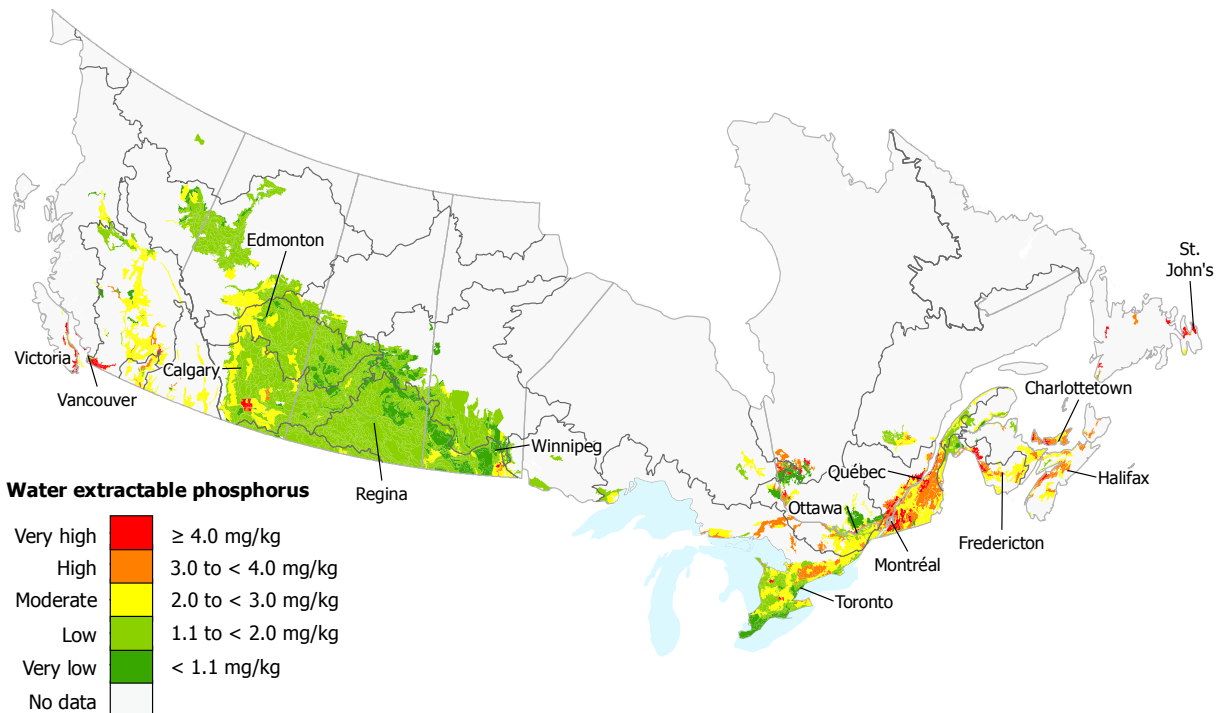 St.
John's
Edmonton
Victoria
Calgary
Vancouver
Charlottetown
Winnipeg
Québec
Halifax
Regina
Ottawa
Fredericton
Montréal
Toronto
Water extractable phosphorus
Very high ≥ 4.0 mg/kg
High 3.0 to < 4.0 mg/kg
Moderate 2.0 to < 3.0 mg/kg
Low 1.1 to < 2.0 mg/kg
Very low < 1.1 mg/kg
No data